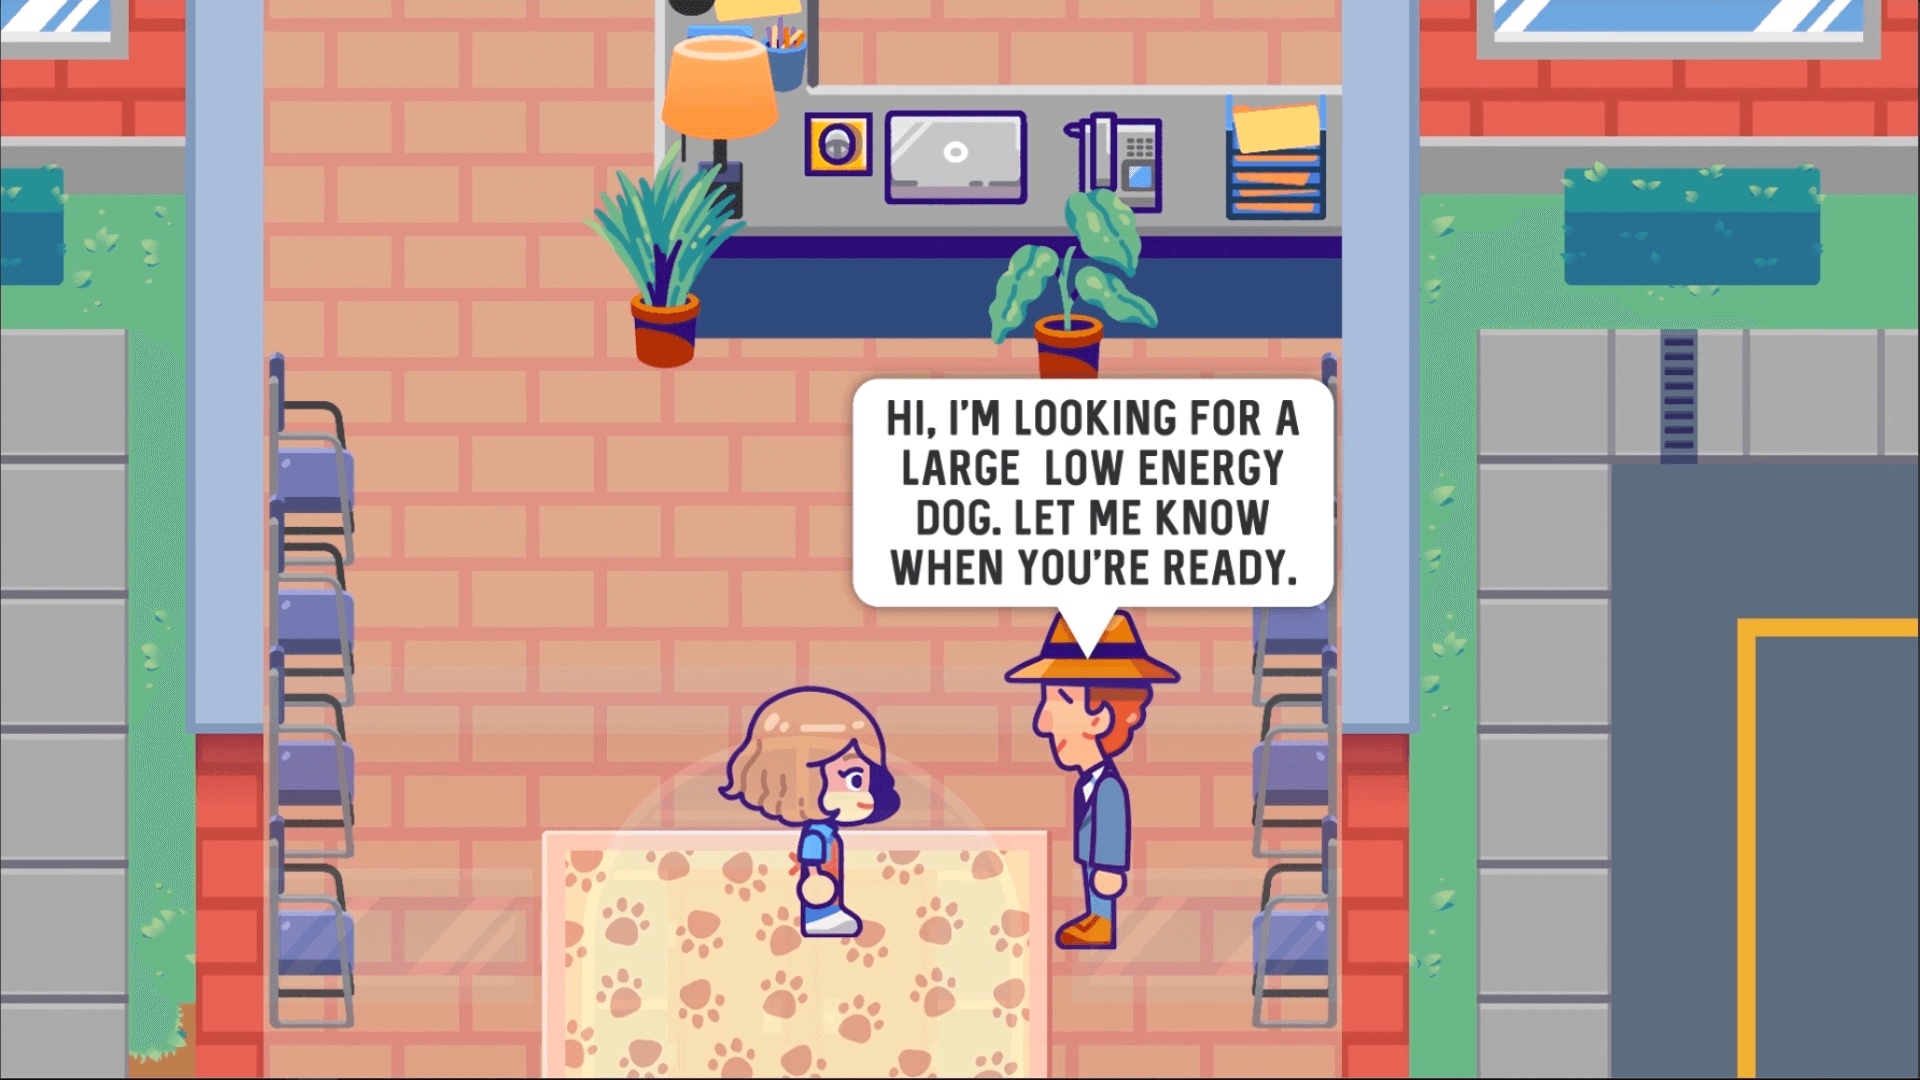 HI, I'M LOOKING FOR A
LARGE LOW ENERGY
DOG. LET ME KNOW
WHEN YOU'RE READY.